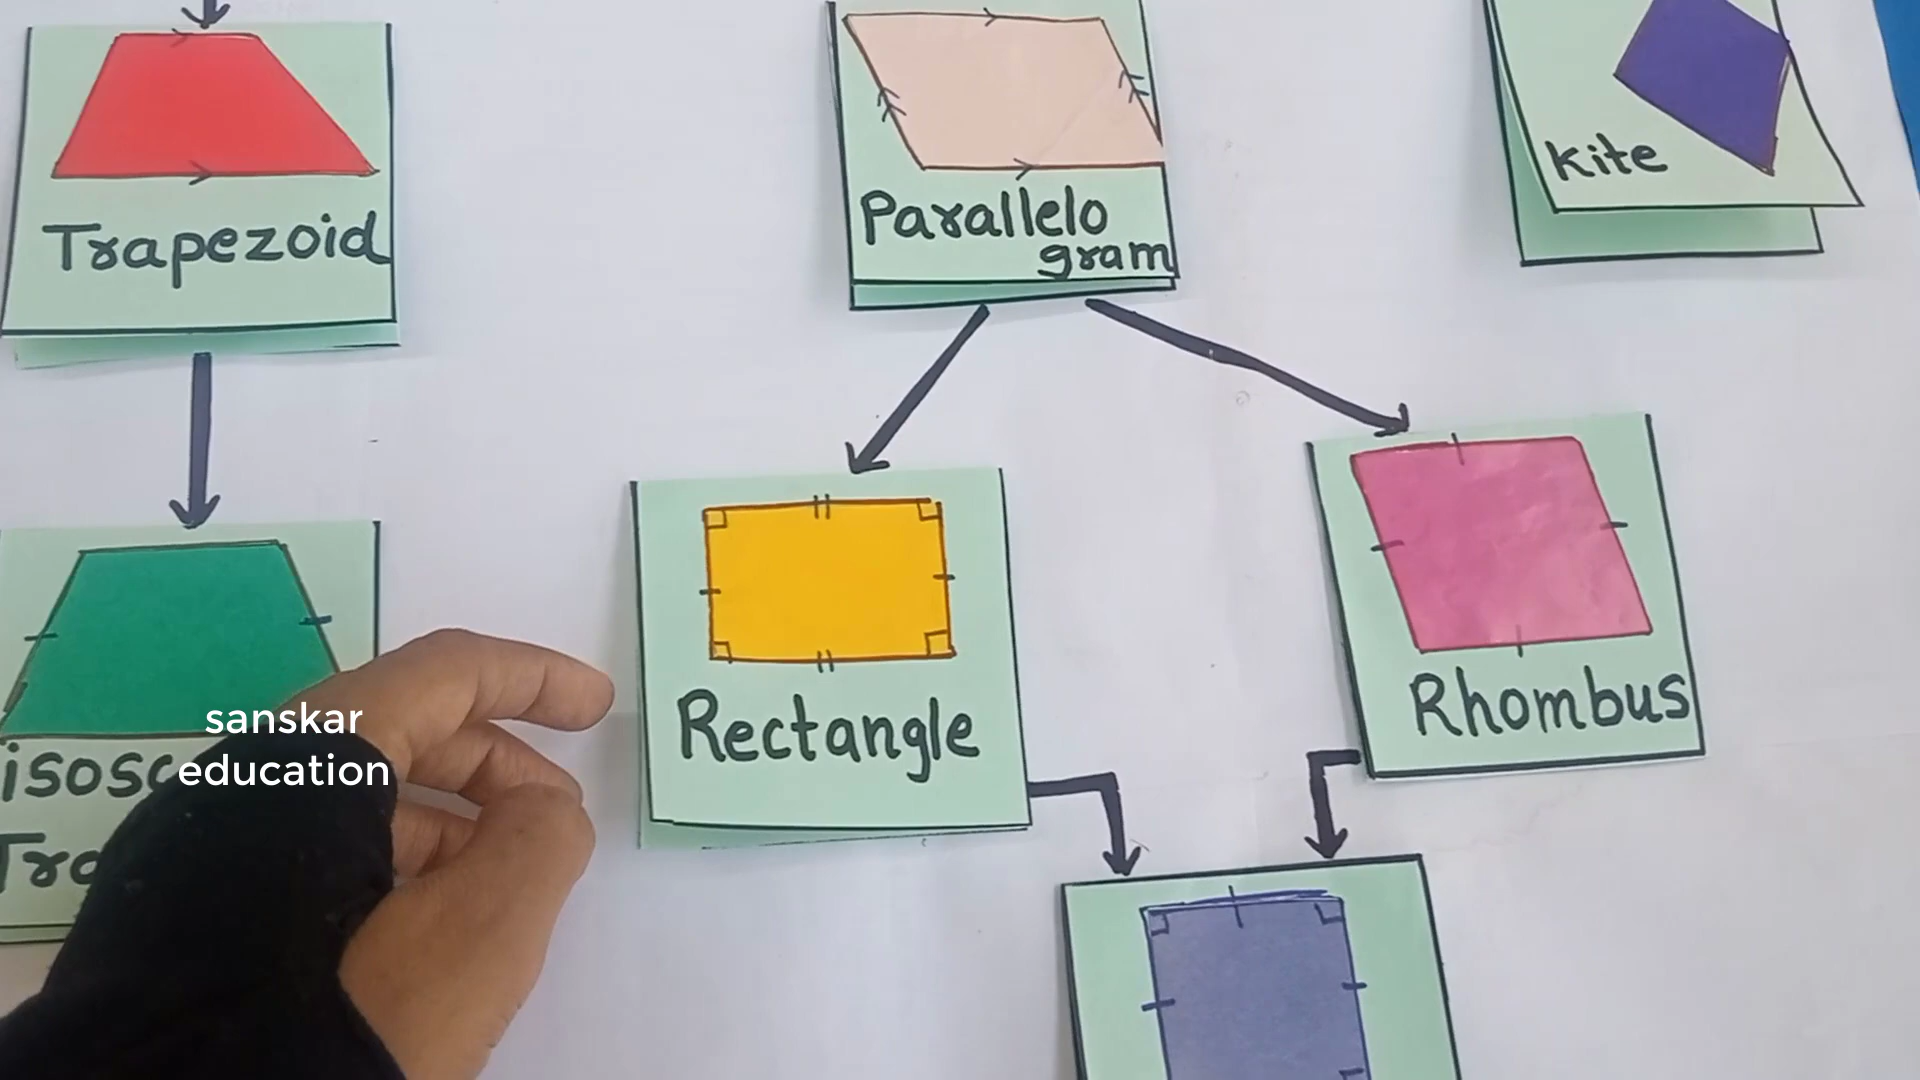 Trapezoid
Parallelo
gram
Kite
Rectangle
Rhombus
sanskar
education